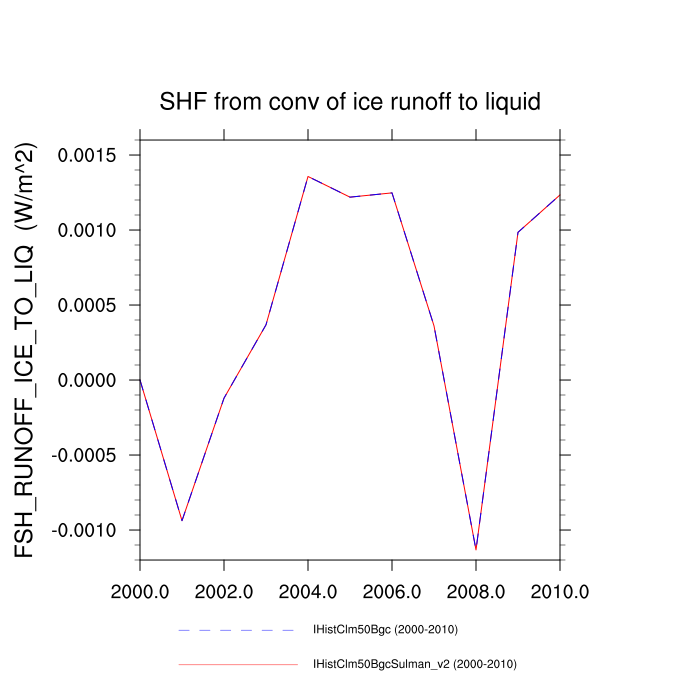 SHF from conv of ice runoff to liquid
FSH_RUNOFF_ICE_TO_LIQ (W/m^2)
0.0015
0.0010
0.0005
0.0000
-0.0005
-0.0010
2000.0 2002.0 2004.0 2006.0 2008.0 2010.0
IHistClm50Bgc (2000-2010)
IHistClm50BgcSulman_v2 (2000-2010)